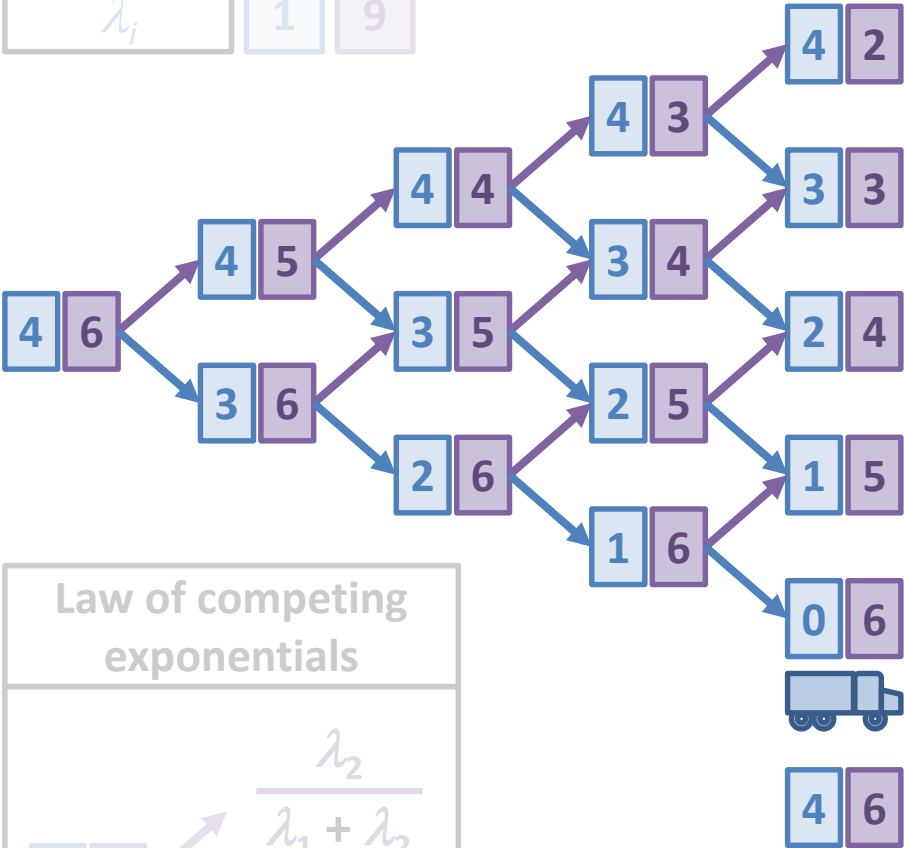 λi 1 9
4 2
4 3
4 4 3 3
4 5 3 4
4 6 3 5 2 4
3 6 2 5
2 6 1 5
1 6
Law of competing
exponentials
0 6
λ2
λ1 + λ2
4 6